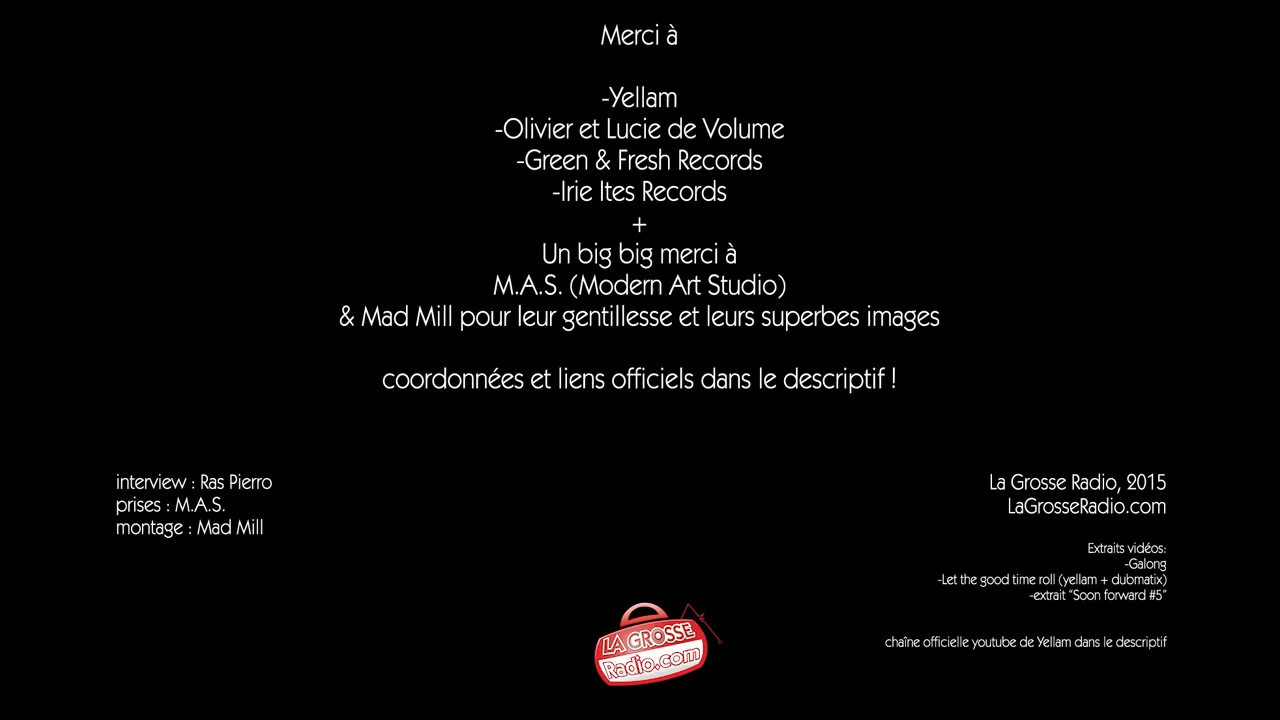 Merci à
-Yellam
-Olivier et Lucie de Volume
-Green & Fresh Records
-Irie Ites Records
+
Un big big merci à
M.A.S. (Modern Art Studio)
& Mad Mill pour leur gentillesse et leurs superbes images
coordonnées et liens officiels dans le descriptif !
interview : Ras Pierro
prises : M.A.S.
montage : Mad Mill
La Grosse Radio, 2015
LaGrosseRadio.com
Extraits vidéos:
-Galong
-Let the good time roll (yellam + dubmatix)
-extrait “Soon forward #5”
chaîne officielle youtube de Yellam dans le descriptif
LA GROSSE
Radio.com